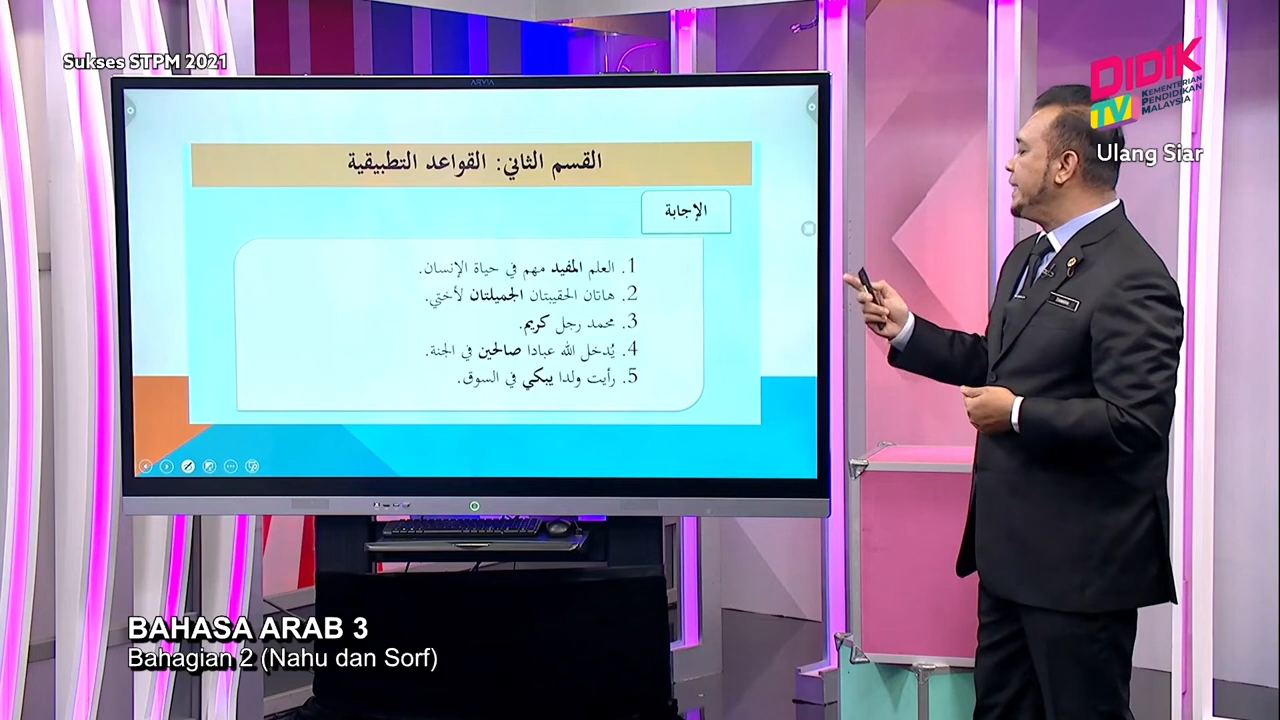 Sukses STPM 2021
DIDIK
TV
KEMENTERIAN
PENDIDIKAN
MALAYSIA
Ulang Siar
القسم الثاني: القواعد التطبيقية
الإجابة
1. العلم المفيد مهم في حياة الإنسان.
2. هاتان الحقيبتان الجميلتان لأختي.
3. محمد رجل كريم.
4. يُدخل الله عبادا صالحين في الجنة.
5. رأيت ولدا يبكي في السوق.
BAHASA ARAB 3
Bahagian 2 (Nahu dan Sorf)